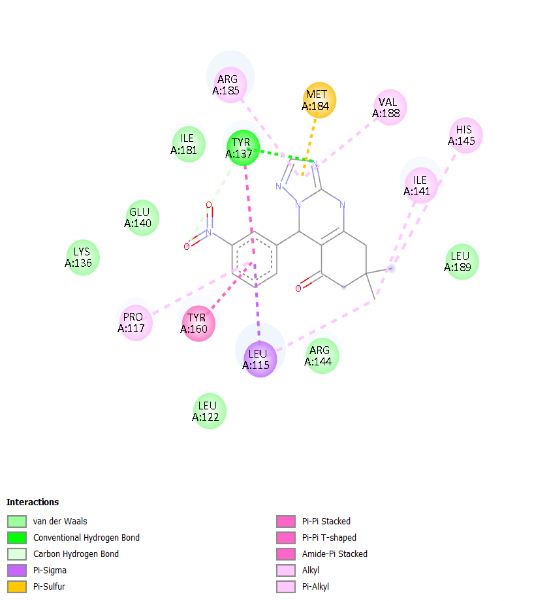 ARG
A:185
MET
A:184
VAL
A:188
HIS
A:145
ILE
A:181
TYR
A:137
ILE
A:141
N
N
N
N
GLU
A:140
O
N
O
LYS
A:136
LEU
A:189
O
PRO
A:117
TYR
A:160
LEU
A:115
ARG
A:144
LEU
A:122
Interactions
van der Waals
Conventional Hydrogen Bond
Carbon Hydrogen Bond
Pi-Sigma
Pi-Sulfur
Pi-Pi Stacked
Pi-Pi T-shaped
Amide-Pi Stacked
Alkyl
Pi-Alkyl